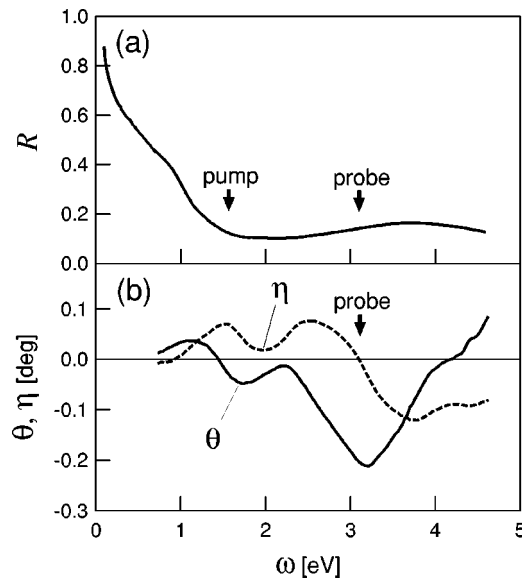 (a)
1.0
0.8
0.6
0.4
0.2
0.0
R
pump
probe
(b)
0.1
0.0
-0.1
-0.2
-0.3
θ, η [deg]
η
θ
probe
0 1 2 3 4 5
ω [eV]